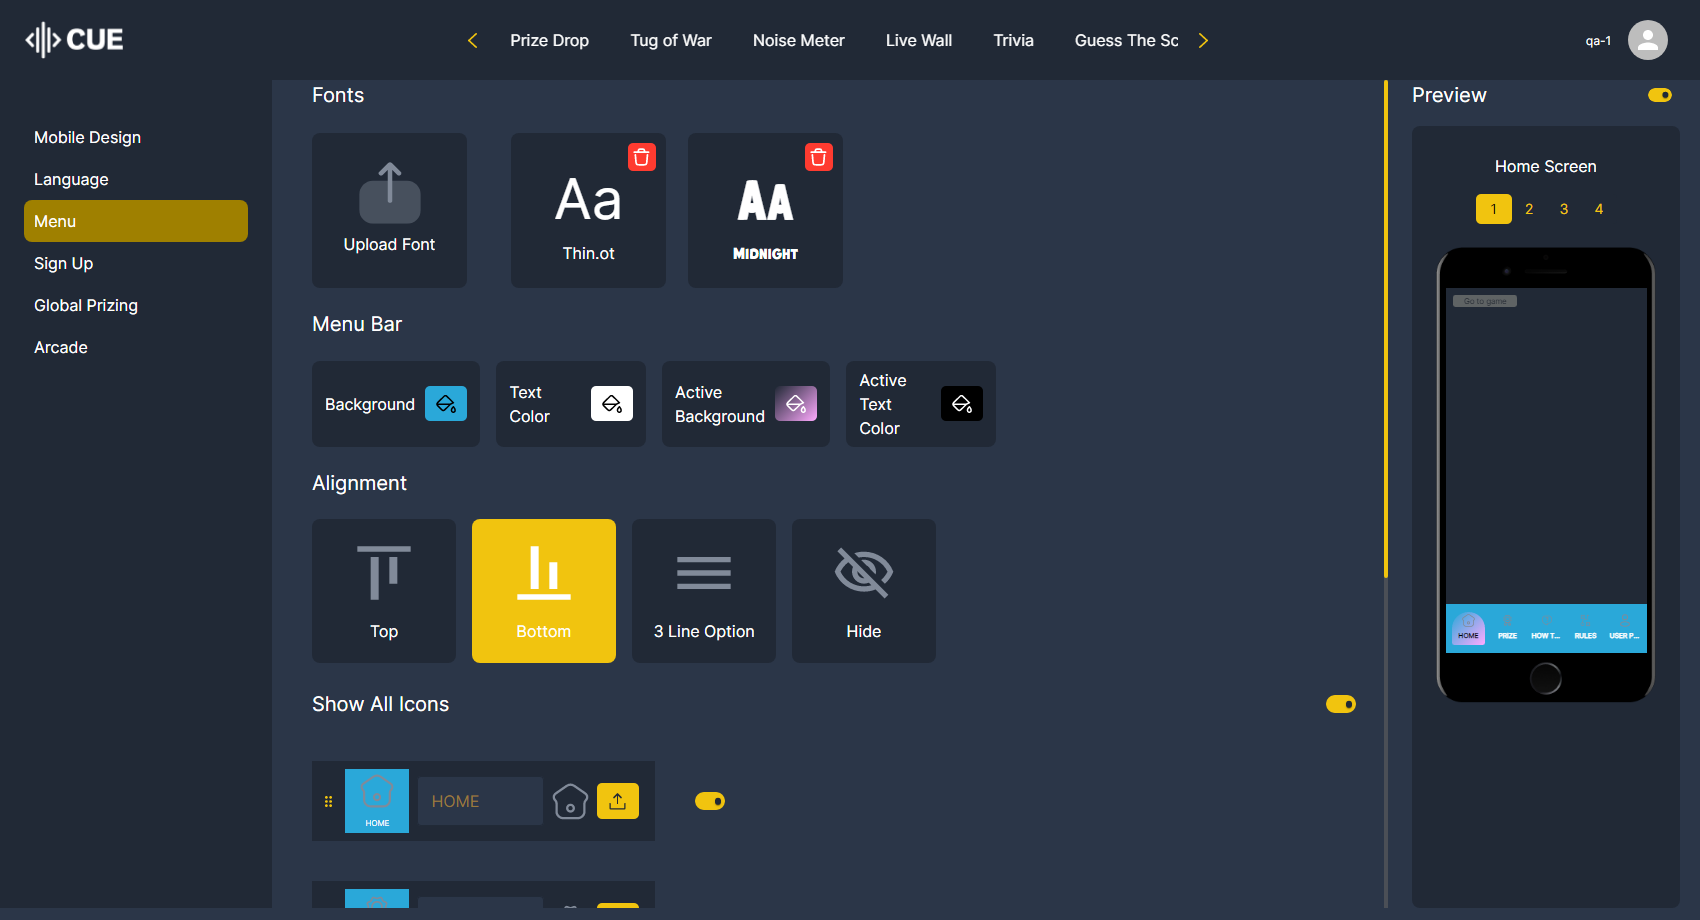 CUE
Prize Drop
Tug of War
Noise Meter
Live Wall
Trivia
Guess The Sc
qa-1
Mobile Design
Language
Menu
Sign Up
Global Prizing
Arcade
Fonts
Upload Font
Aa
Thin.ot
AA
MIDNIGHT
Menu Bar
Background
Text
Color
Active
Background
Active
Text
Color
Alignment
Top
Bottom
3 Line Option
Hide
Show All Icons
HOME
HOME
Preview
Home Screen
1 2 3 4
Go to game
HOME
PRIZE
HOW T...
RULES
USER P...